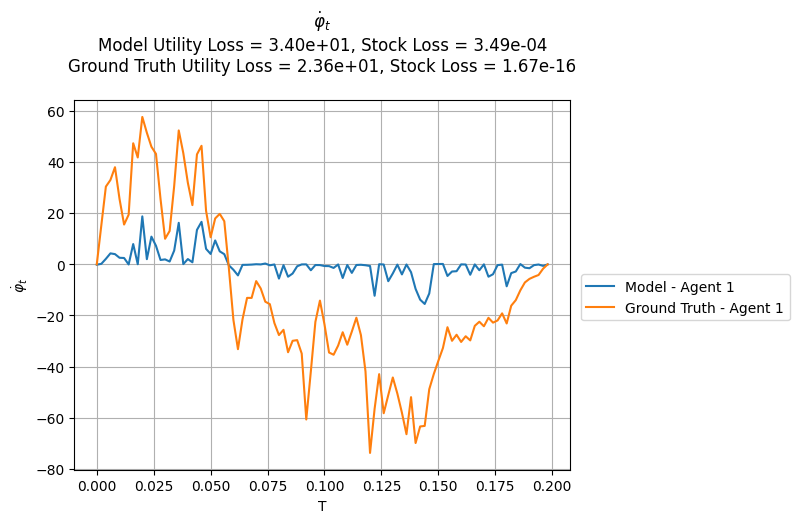 φ̇ₜ
Model Utility Loss = 3.40e+01, Stock Loss = 3.49e-04
Ground Truth Utility Loss = 2.36e+01, Stock Loss = 1.67e-16
60
40
20
0
−20
−40
−60
−80
φ̇ₜ
0.000 0.025 0.050 0.075 0.100 0.125 0.150 0.175 0.200
T
Model - Agent 1
Ground Truth - Agent 1